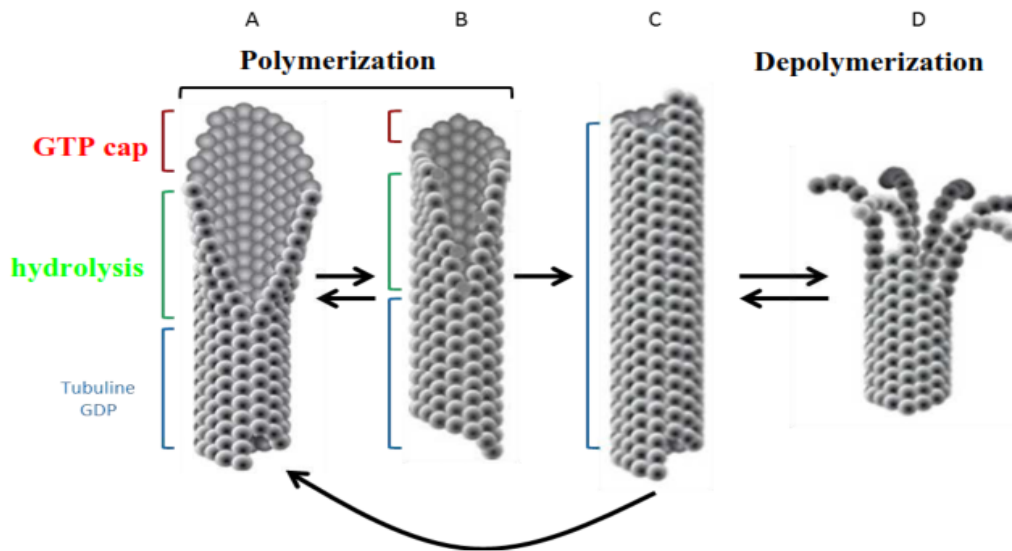 A B C D
Polymerization Depolymerization
GTP cap
hydrolysis
Tubuline
GDP